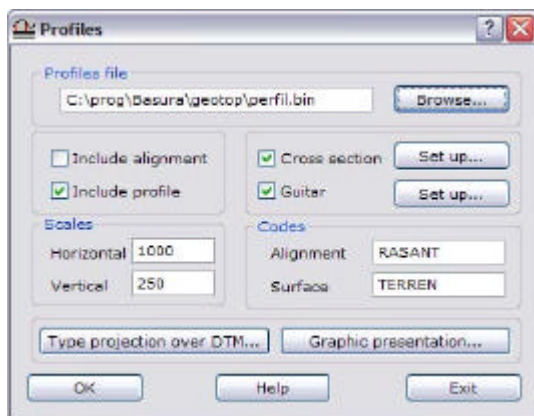 Profiles
Profiles file
C:\prog\Basura\geotop\perfil.bin
Browse...
Include alignment
Include profile
Cross section
Set up...
Guitar
Set up...
Scales
Horizontal 1000
Vertical 250
Codes
Alignment RASANT
Surface TERREN
Type projection over DTM...
Graphic presentation...
OK
Help
Exit